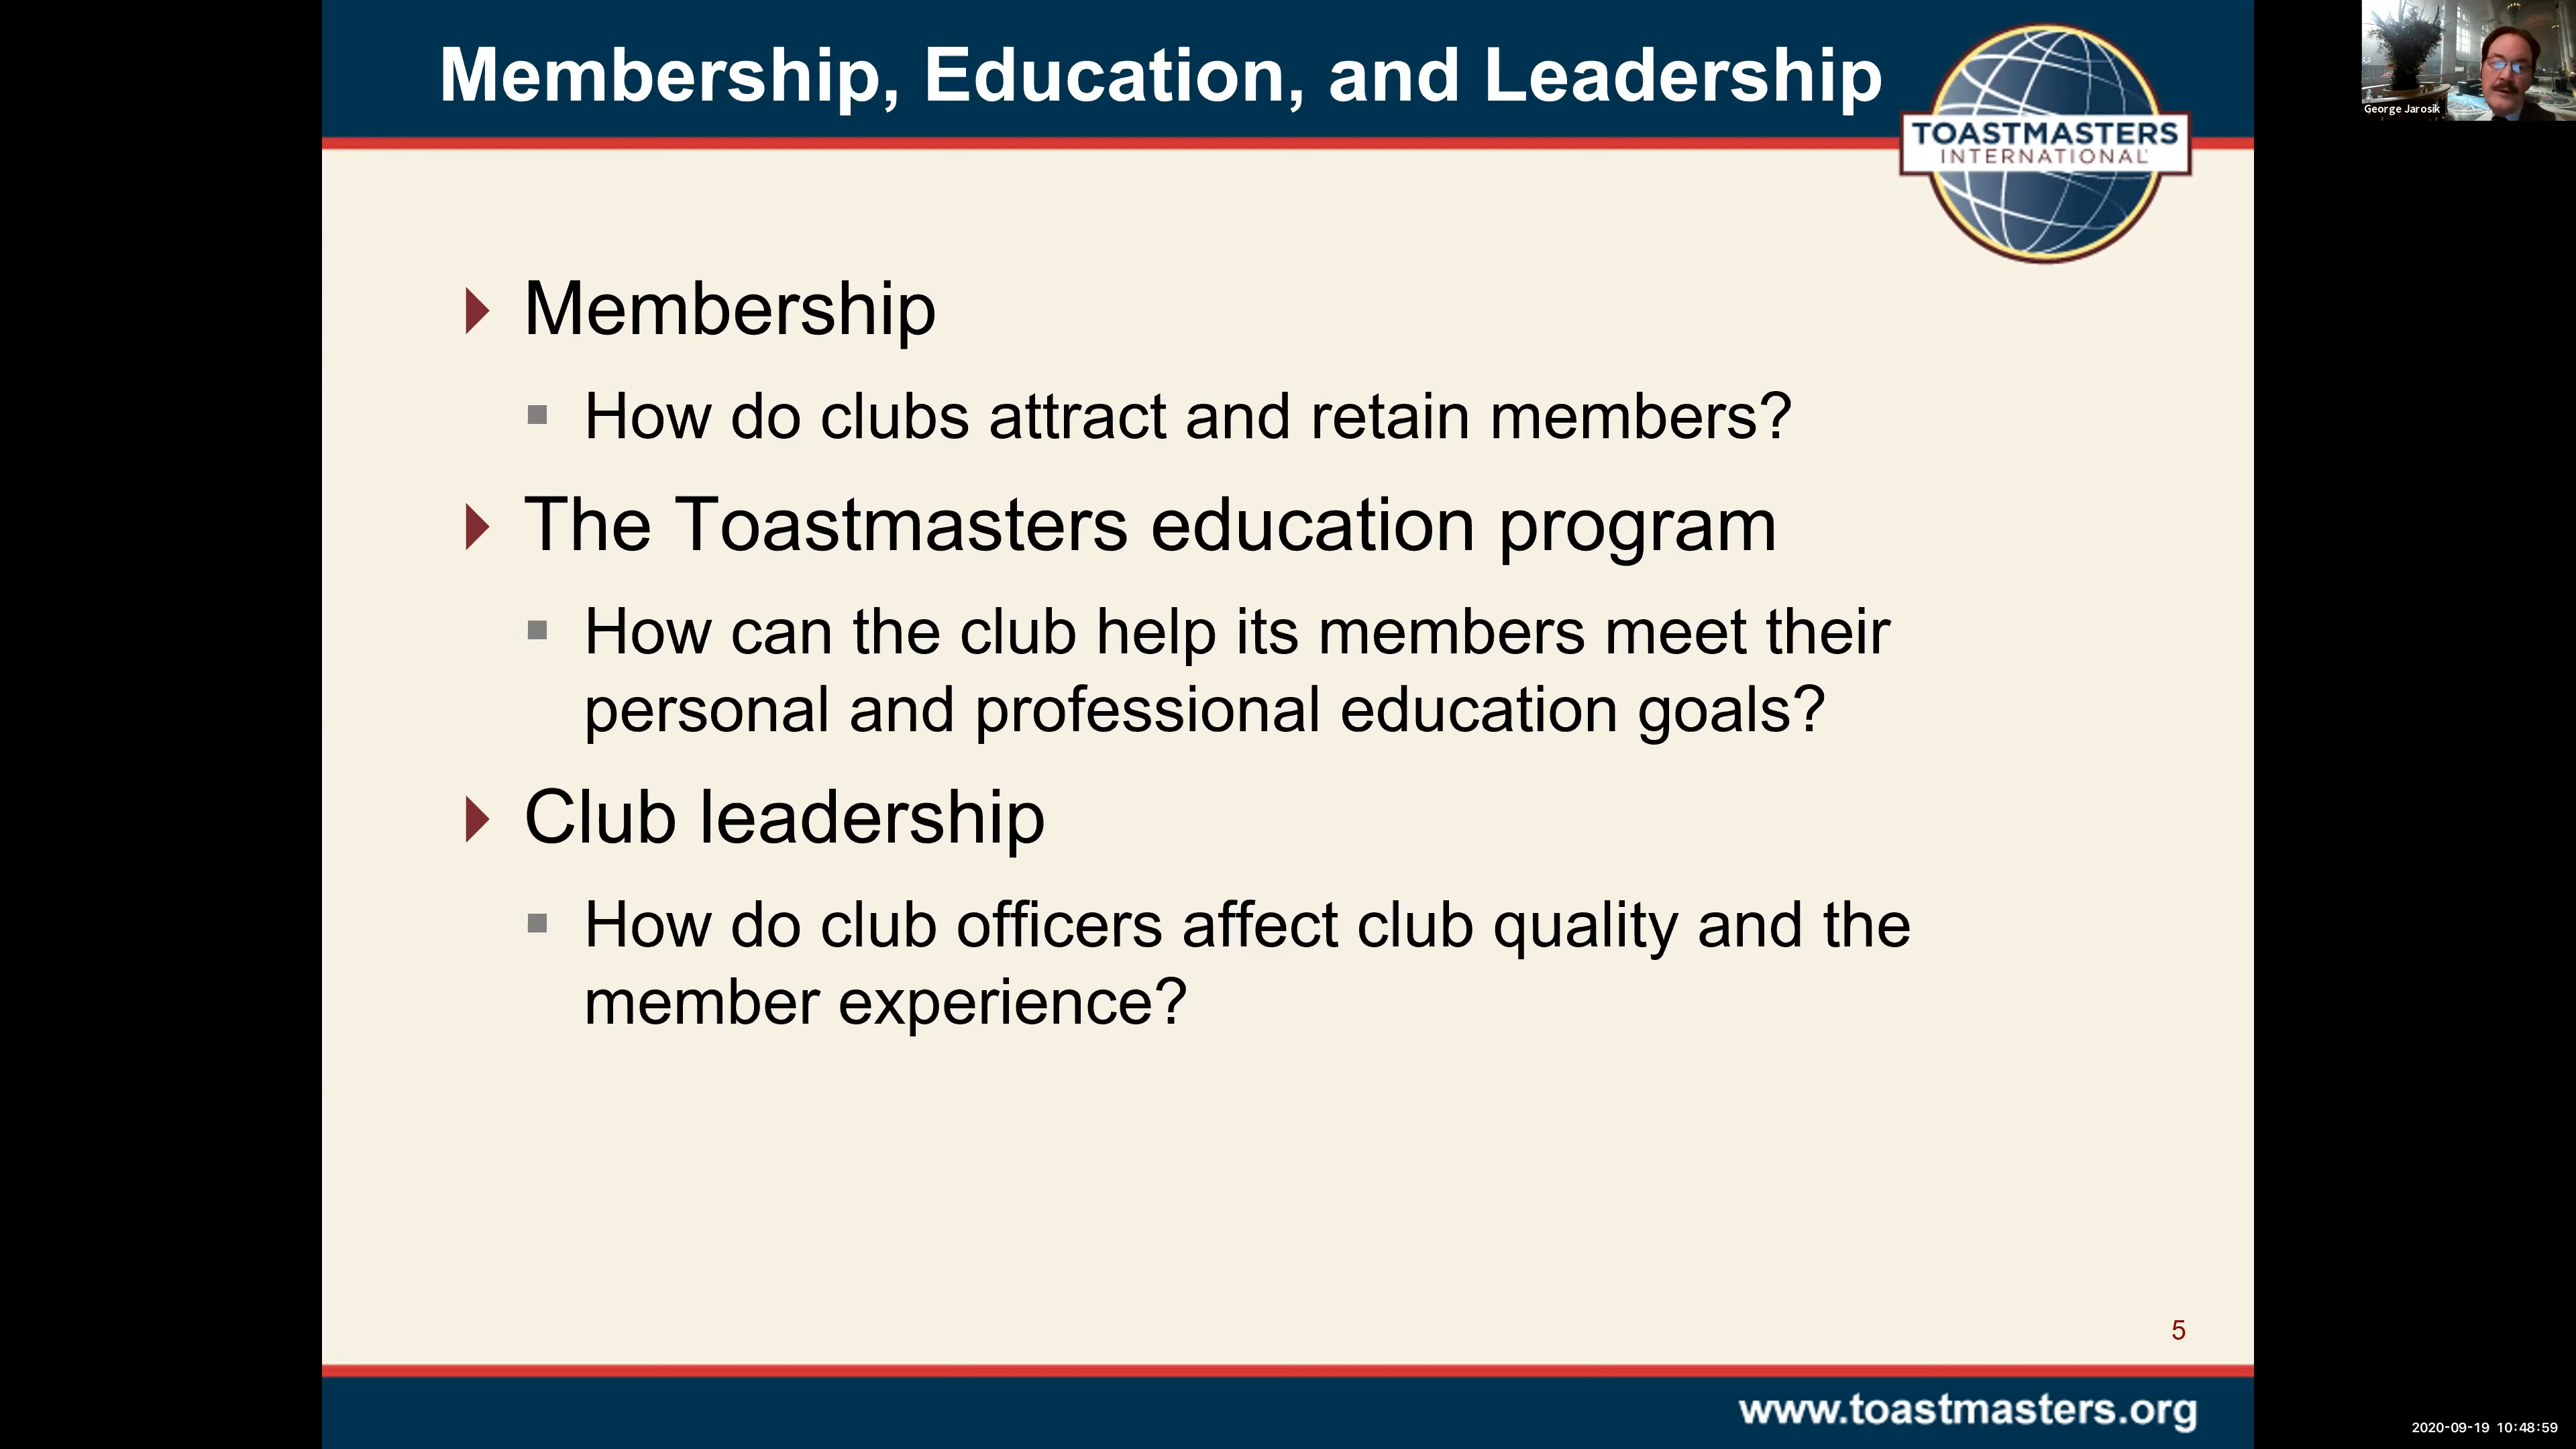 Membership, Education, and Leadership
TOASTMASTERS
INTERNATIONAL
George Jarosik
Membership
How do clubs attract and retain members?
The Toastmasters education program
How can the club help its members meet their
personal and professional education goals?
Club leadership
How do club officers affect club quality and the
member experience?
5
www.toastmasters.org
2020-09-19 10:48:59